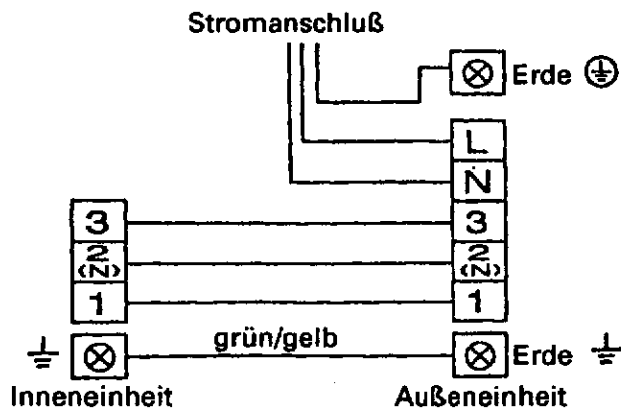 Stromanschluß
Erde
L
N
3 3
2 2
(N) (N)
1 1
grün/gelb
Erde
Inneneinheit Außeneinheit